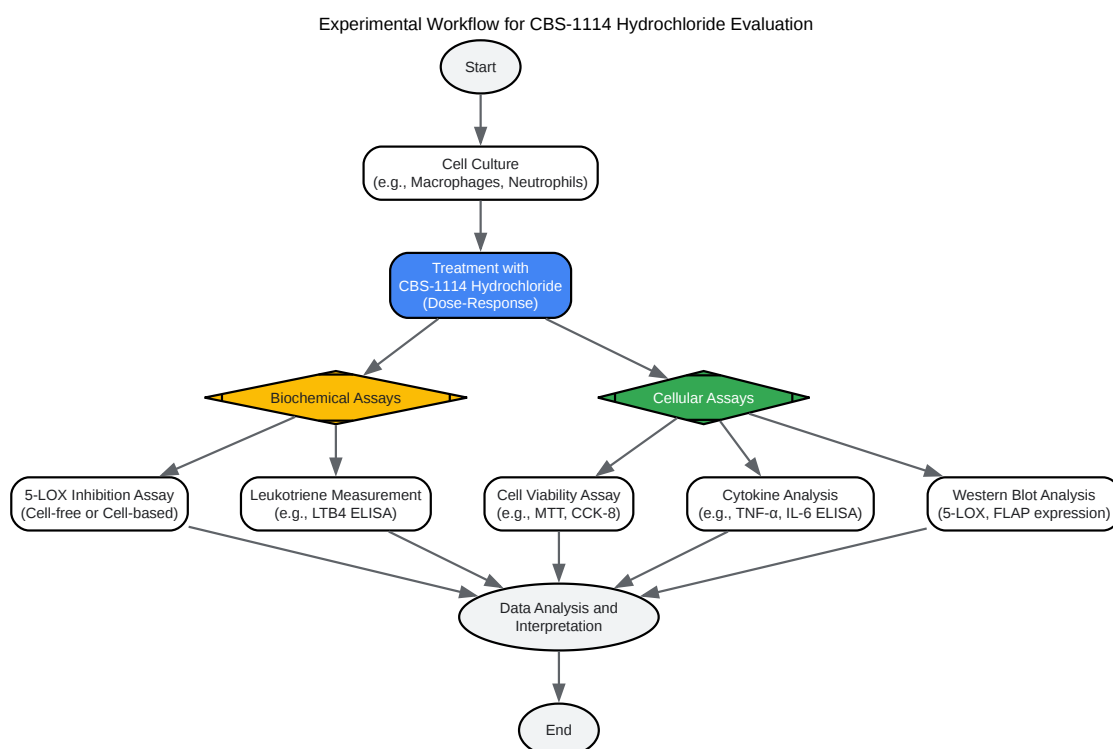 Experimental Workflow for CBS-1114 Hydrochloride Evaluation
Start
Cell Culture
(e.g., Macrophages, Neutrophils)
Treatment with
CBS-1114 Hydrochloride
(Dose-Response)
Biochemical Assays
Cellular Assays
5-LOX Inhibition Assay
(Cell-free or Cell-based)
Leukotriene Measurement
(e.g., LTB4 ELISA)
Cell Viability Assay
(e.g., MTT, CCK-8)
Cytokine Analysis
(e.g., TNF-α, IL-6 ELISA)
Western Blot Analysis
(5-LOX, FLAP expression)
Data Analysis and
Interpretation
End